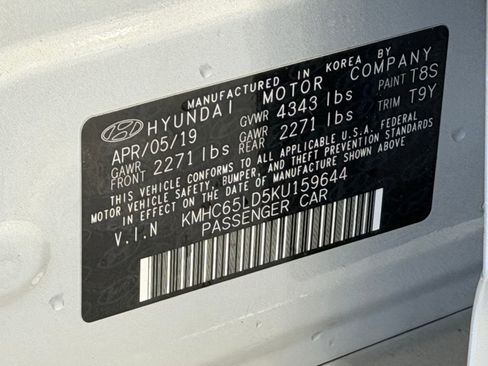 MANUFACTURED IN KOREA BY
HYUNDAI MOTOR COMPANY
APR/05/19 GVWR 4343 lbs PAINT T8S
GAWR FRONT 2271 lbs GAWR REAR 2271 lbs TRIM T9Y
THIS VEHICLE CONFORMS TO ALL APPLICABLE U.S.A. FEDERAL
MOTOR VEHICLE SAFETY, BUMPER, AND THEFT PREVENTION STANDARDS
IN EFFECT ON THE DATE OF MANUFACTURE SHOWN ABOVE.
V.I.N KMHC65LD5KU159644
PASSENGER CAR